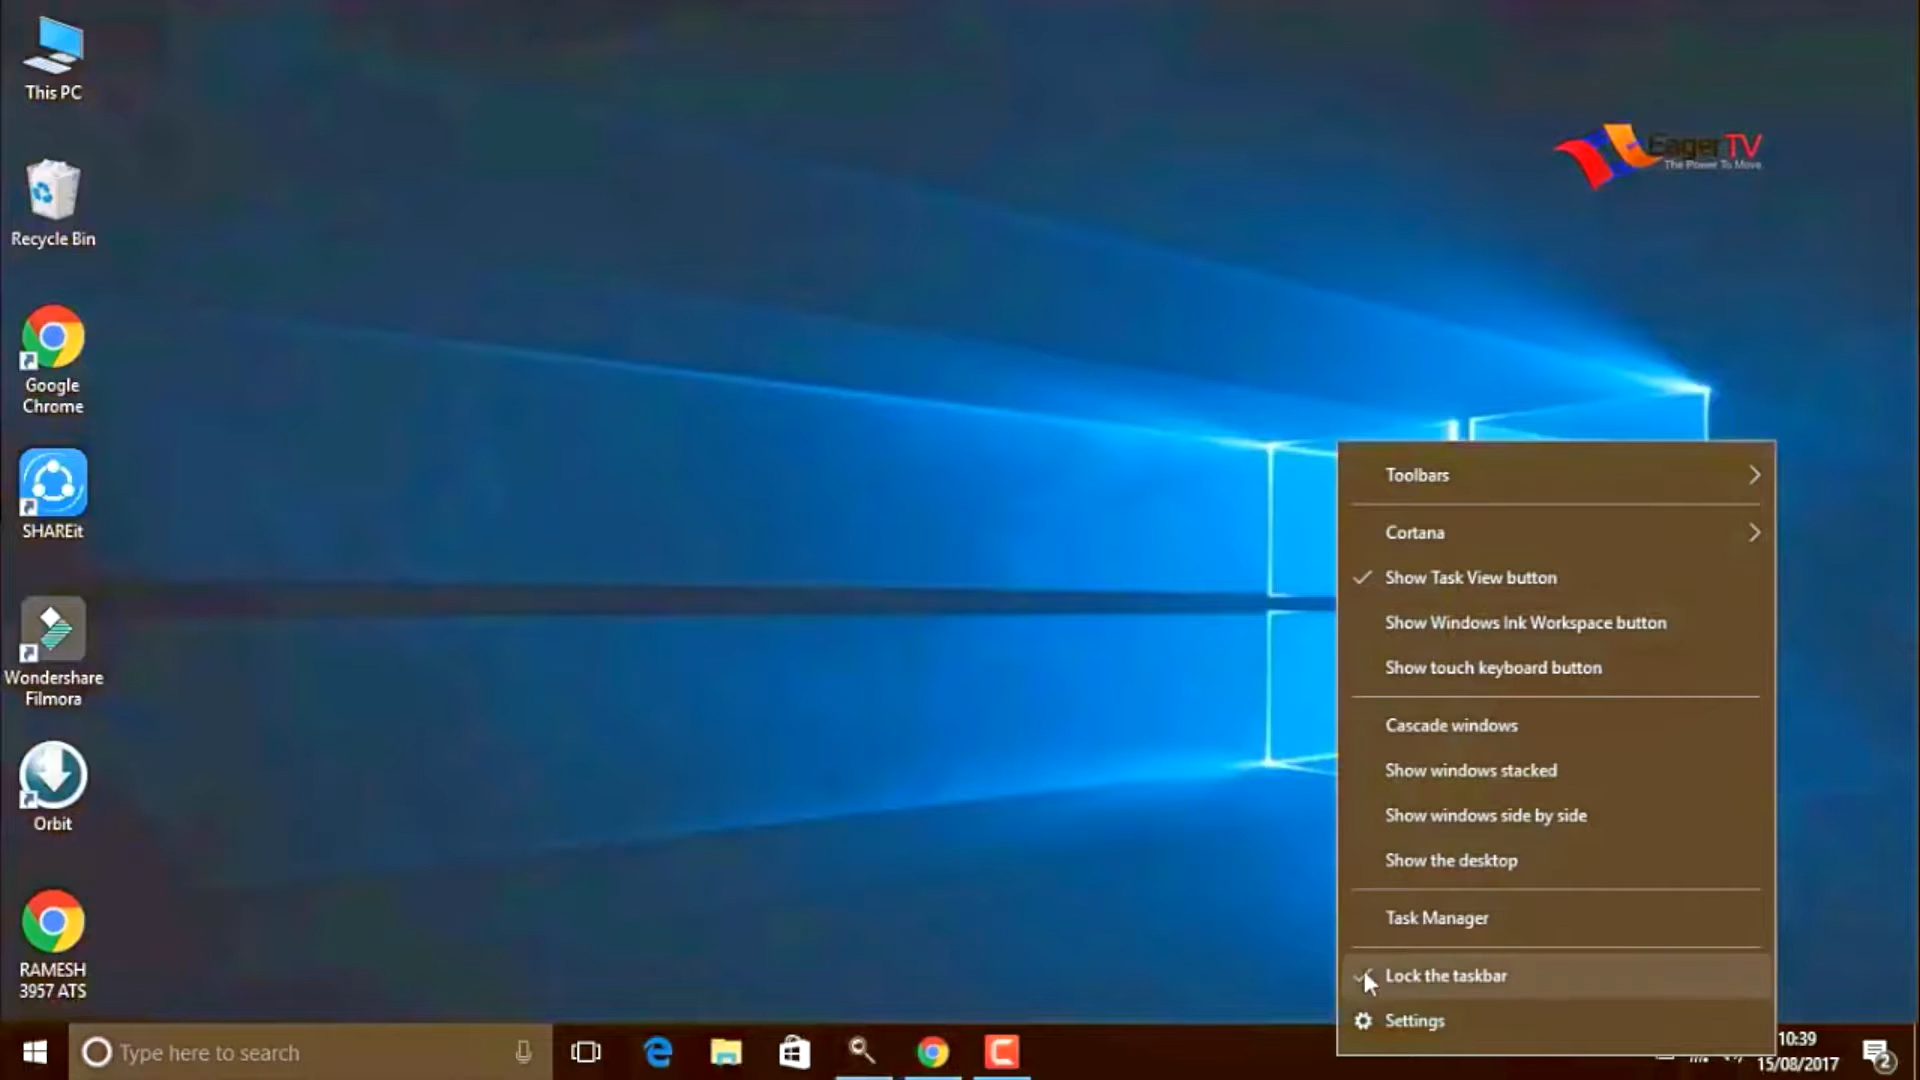 This PC
Recycle Bin
Google
Chrome
SHAREit
Wondershare
Filmora
Orbit
RAMESH
3957 ATS
EagerTV
The Power To Move
Toolbars
Cortana
Show Task View button
Show Windows Ink Workspace button
Show touch keyboard button
Cascade windows
Show windows stacked
Show windows side by side
Show the desktop
Task Manager
Lock the taskbar
Settings
Type here to search
10:39
15/08/2017
2